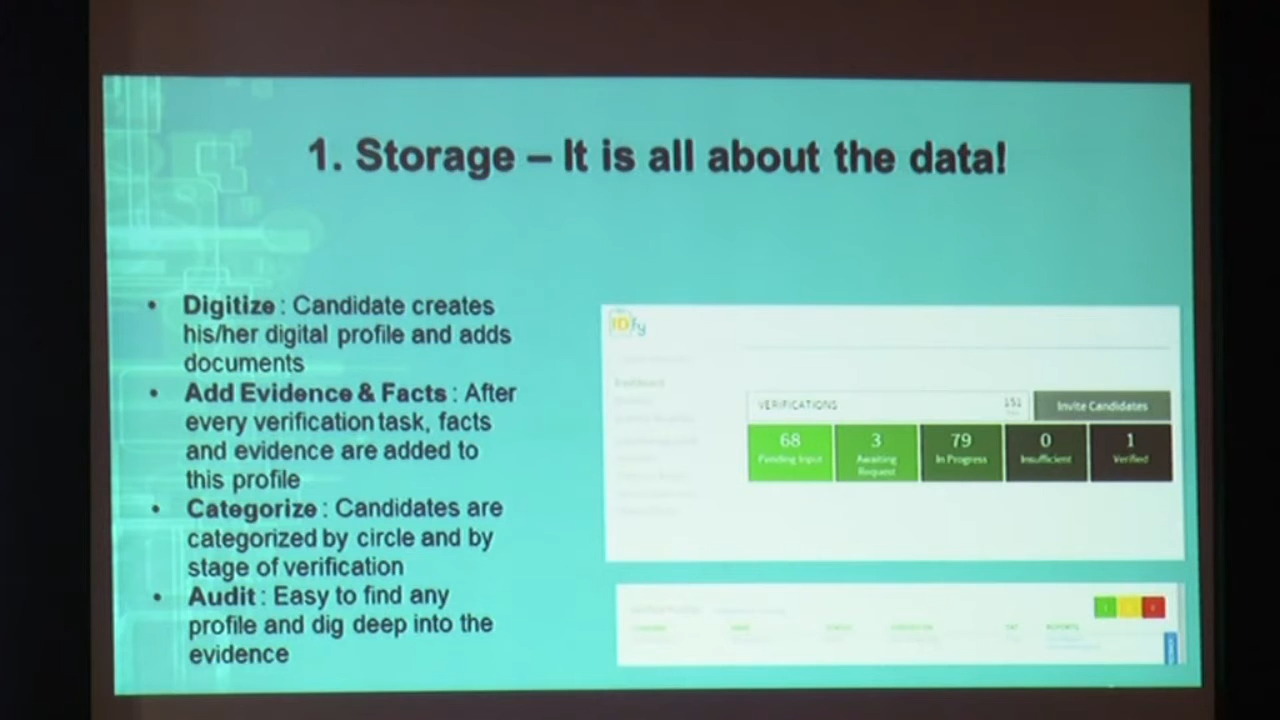 1. Storage – It is all about the data!
• Digitize : Candidate creates
his/her digital profile and adds
documents
• Add Evidence & Facts : After
every verification task, facts
and evidence are added to
this profile
• Categorize : Candidates are
categorized by circle and by
stage of verification
• Audit : Easy to find any
profile and dig deep into the
evidence
IDfy
Dashboard
VERIFICATIONS 151
Invite Candidates
68 3 79 0 1
Pending Input Awaiting Request In Progress Insufficient Verified